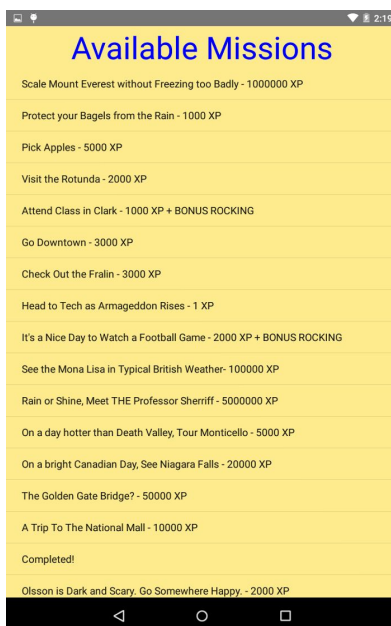 2:19
Available Missions
Scale Mount Everest without Freezing too Badly - 1000000 XP
Protect your Bagels from the Rain - 1000 XP
Pick Apples - 5000 XP
Visit the Rotunda - 2000 XP
Attend Class in Clark - 1000 XP + BONUS ROCKING
Go Downtown - 3000 XP
Check Out the Fralin - 3000 XP
Head to Tech as Armageddon Rises - 1 XP
It's a Nice Day to Watch a Football Game - 2000 XP + BONUS ROCKING
See the Mona Lisa in Typical British Weather- 100000 XP
Rain or Shine, Meet THE Professor Sherriff - 5000000 XP
On a day hotter than Death Valley, Tour Monticello - 5000 XP
On a bright Canadian Day, See Niagara Falls - 20000 XP
The Golden Gate Bridge? - 50000 XP
A Trip To The National Mall - 10000 XP
Completed!
Olsson is Dark and Scary. Go Somewhere Happy. - 2000 XP